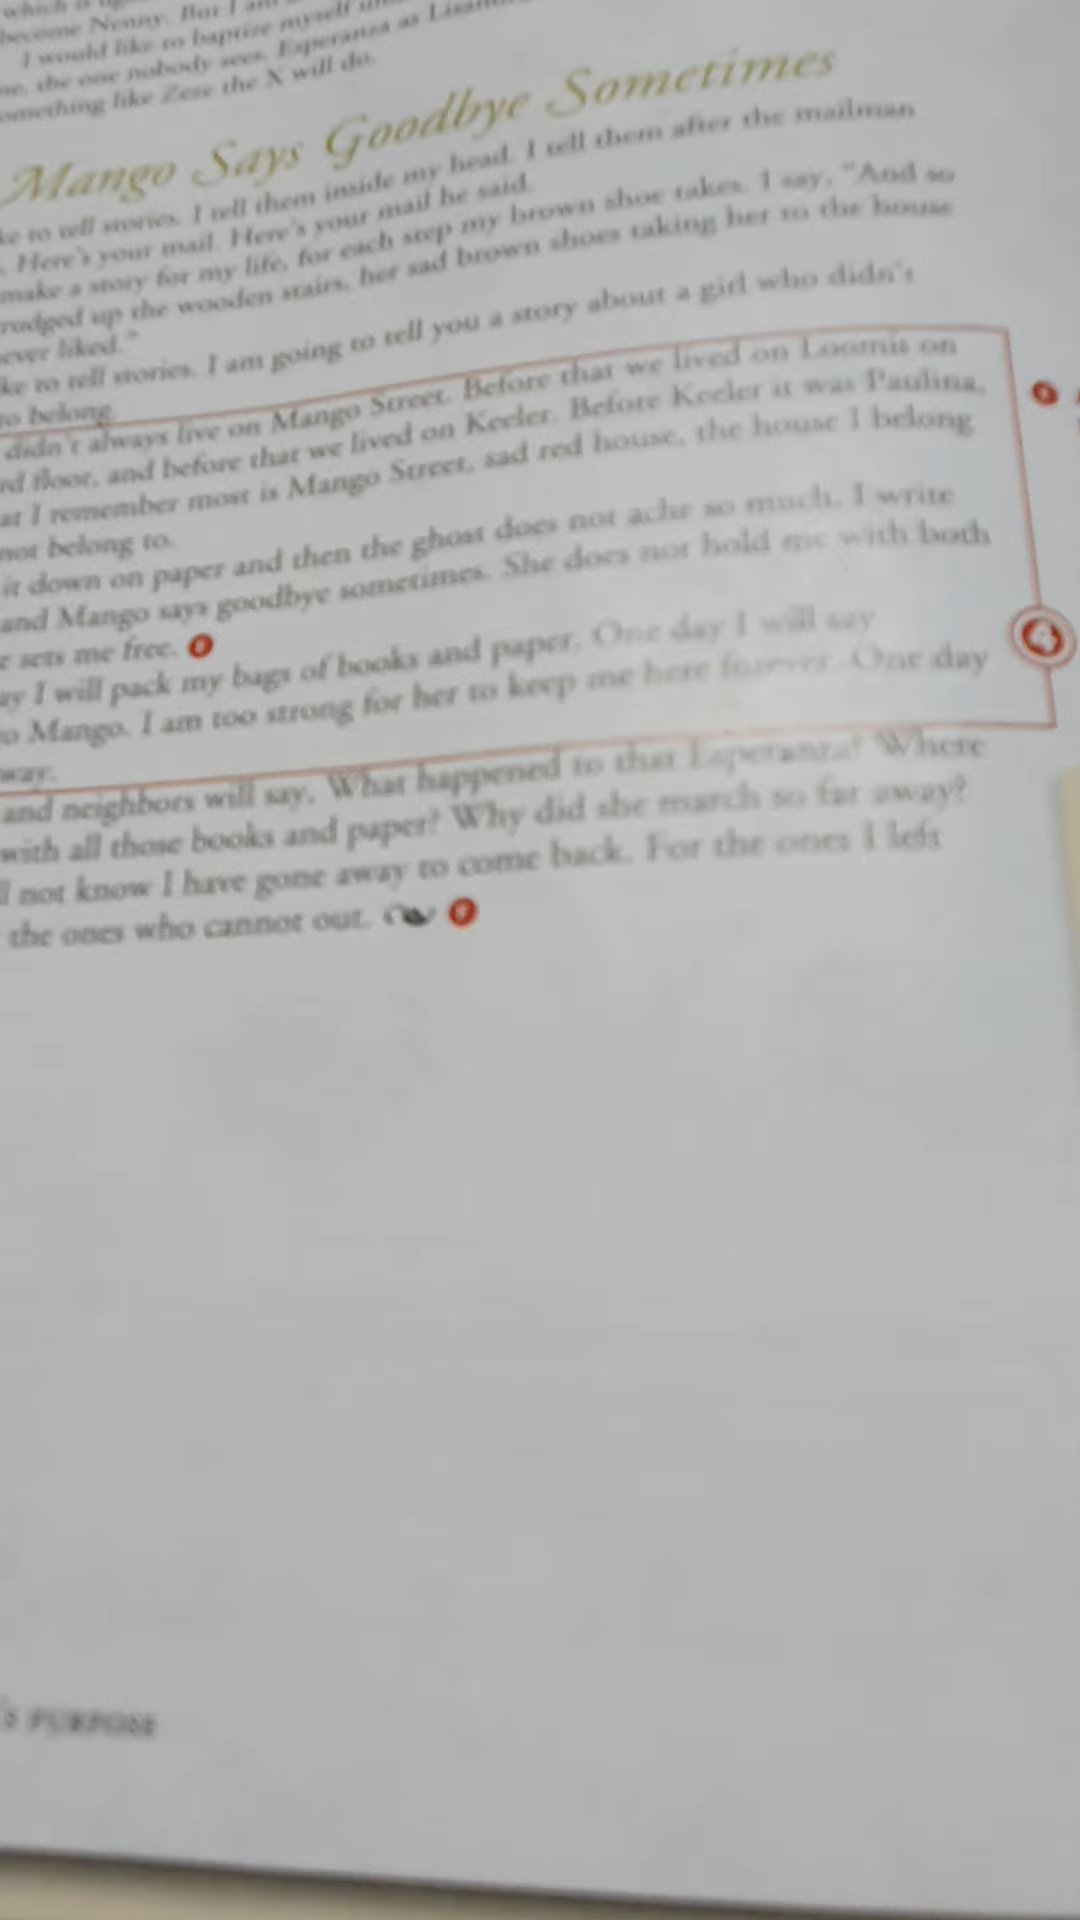 which is
become Nenny. But I am
I would like to baptize myself
me, the one nobody sees. Esperanza as
omething like Zeze the X will do.
Mango Says Goodbye Sometimes
ke to tell stories. I tell them inside my head. I tell them after the mailman
. Here's your mail. Here's your mail he said.
make a story for my life, for each step my brown shoe takes. I say, "And so
rudged up the wooden stairs, her sad brown shoes taking her to the house
ever liked."
ke to tell stories. I am going to tell you a story about a girl who didn't
to belong.
didn't always live on Mango Street. Before that we lived on Loomis on
rd floor, and before that we lived on Keeler. Before Keeler it was Paulina,
at I remember most is Mango Street, sad red house, the house I belong
not belong to.
it down on paper and then the ghost does not ache so much. I write
and Mango says goodbye sometimes. She does not hold me with both
e sets me free.
ay I will pack my bags of books and paper. One day I will say
o Mango. I am too strong for her to keep me here forever. One day
way.
and neighbors will say, What happened to that Esperanza? Where
with all those books and paper? Why did she march so far away?
l not know I have gone away to come back. For the ones I left
the ones who cannot out.
's PURPOSE